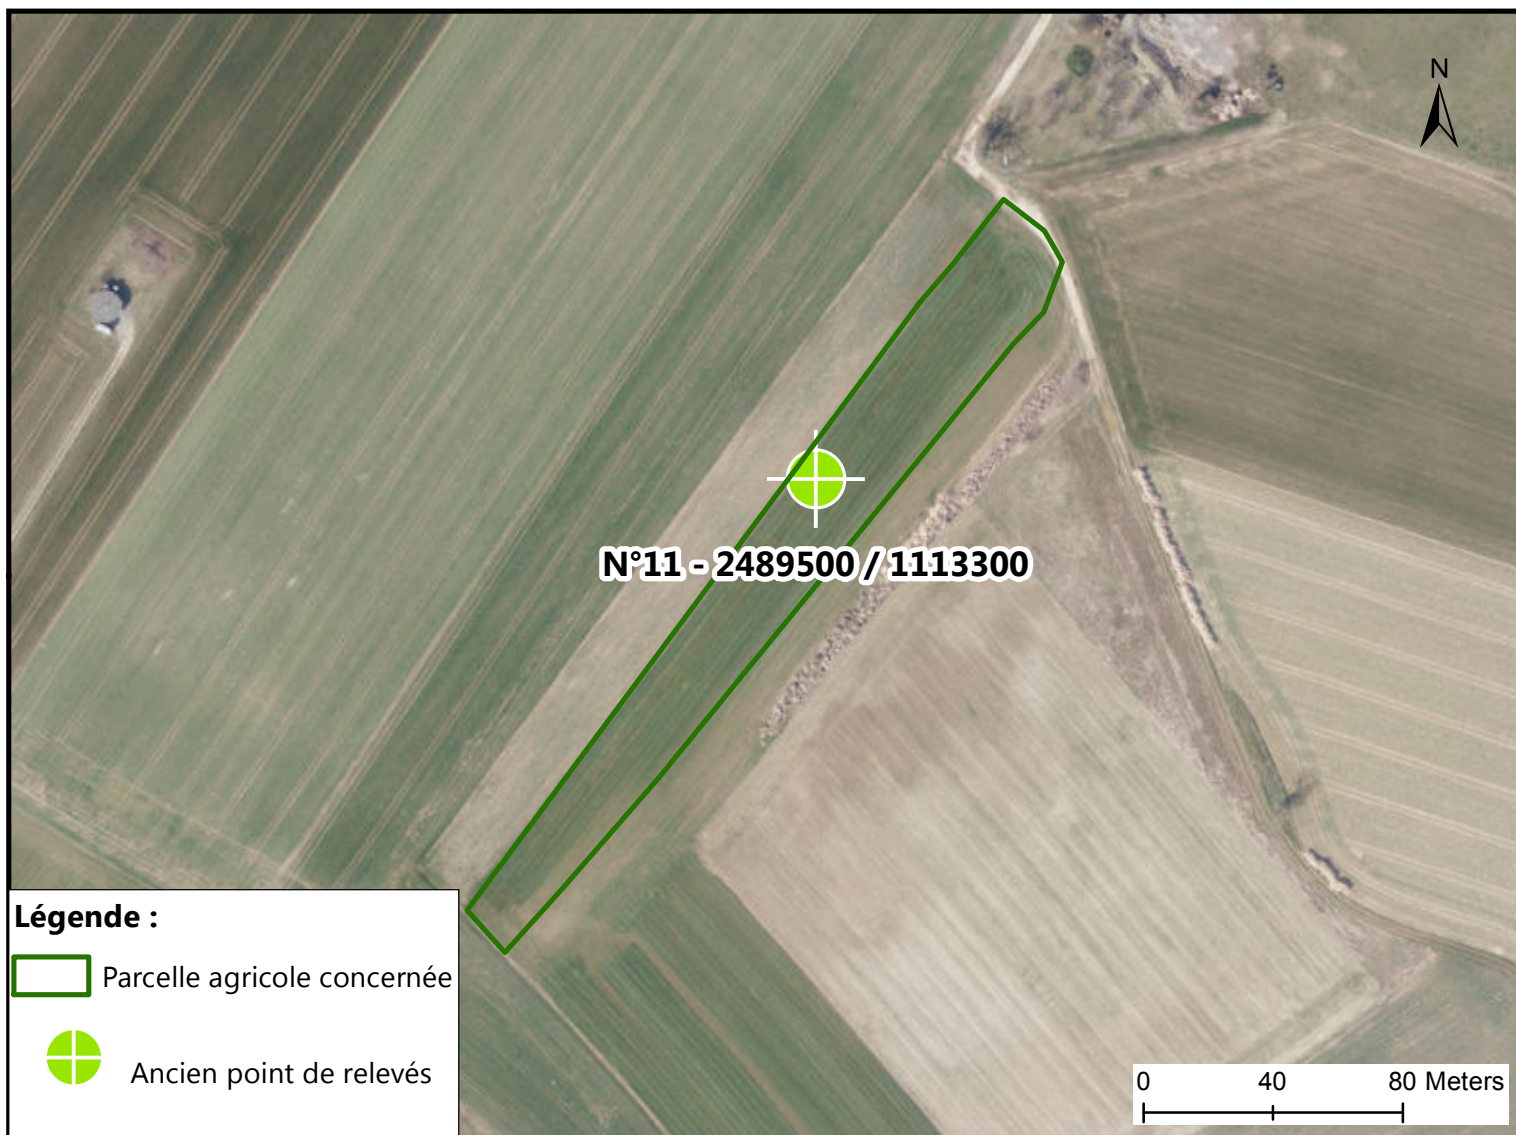 N
N°11 - 2489500 / 1113300
Légende :
Parcelle agricole concernée
Ancien point de relevés
0 40 80 Meters